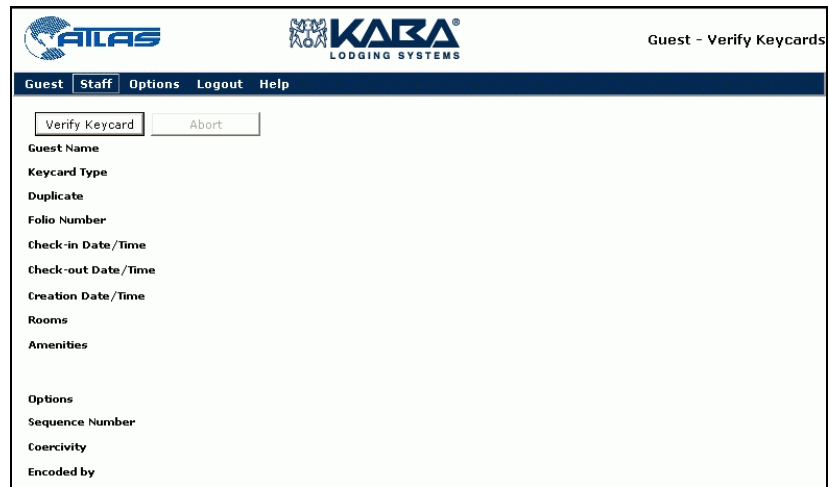 ATLAS
KABA®
LODGING SYSTEMS
Guest - Verify Keycards
Guest Staff Options Logout Help
Verify Keycard Abort
Guest Name
Keycard Type
Duplicate
Folio Number
Check-in Date/Time
Check-out Date/Time
Creation Date/Time
Rooms
Amenities
Options
Sequence Number
Coercivity
Encoded by